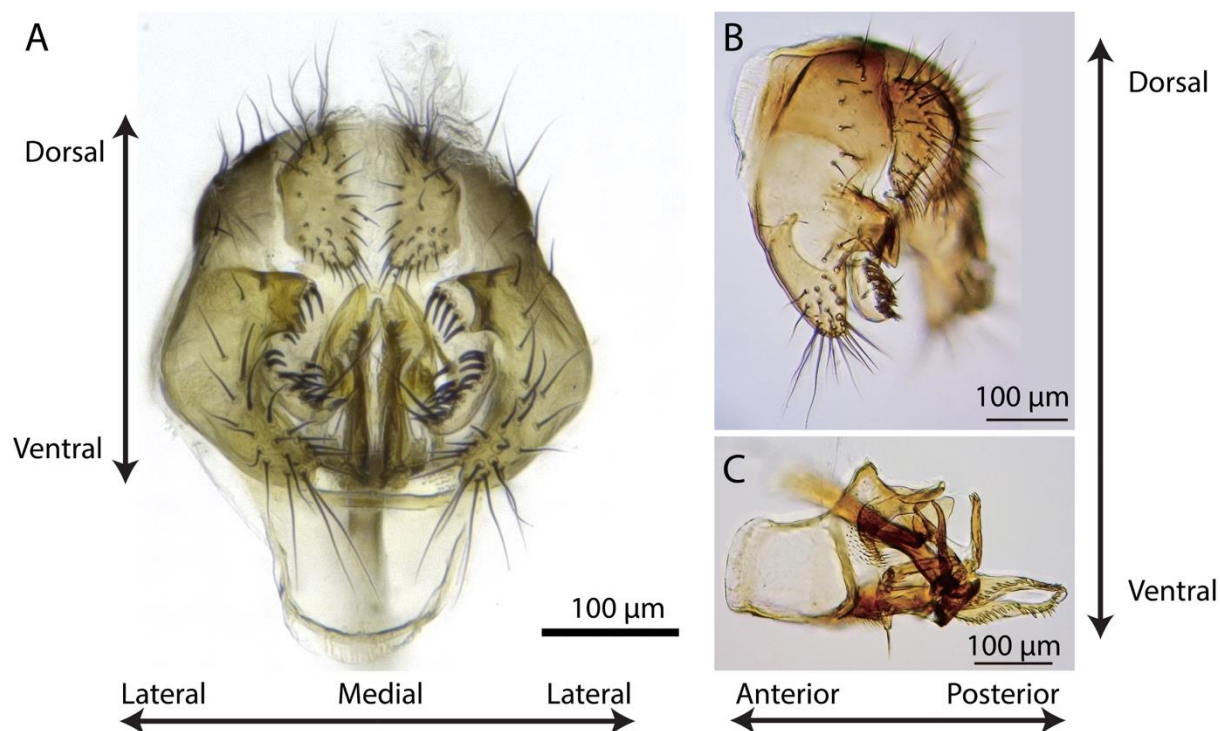 A
Dorsal
Ventral
100 µm
Lateral Medial Lateral
B
100 µm
C
100 µm
Anterior Posterior
Dorsal
Ventral